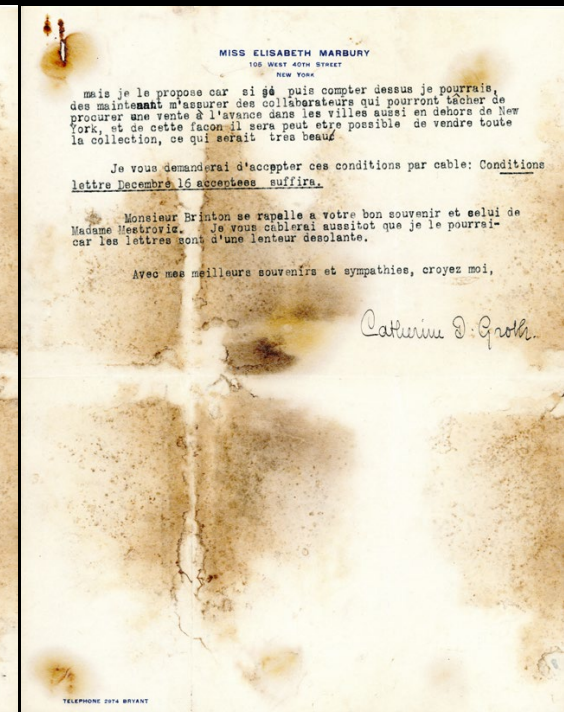 MISS ELISABETH MARBURY
105 WEST 40TH STREET
NEW YORK
mais je le propose car si je puis compter dessus je pourrais,
des maintenant m'assurer des collaborateurs qui pourront tâcher de
procurer une vente à l'avance dans les villes aussi en dehors de New
York, et de cette facon il sera peut etre possible de vendre toute
la collection, ce qui serait tres beau
Je vous demanderai d'accepter ces conditions par cable: Conditions
lettre Decembre 16 acceptees suffira.
Monsieur Brinton se rapelle a votre bon souvenir et selui de
Madame Mestrovic. Je vous cablerai aussitot que je le pourrai-
car les lettres sont d'une lenteur desolante.
Avec mes meilleurs souvenirs et sympathies, croyez moi,
Catherine D. Groth.
TELEPHONE 2974 BRYANT